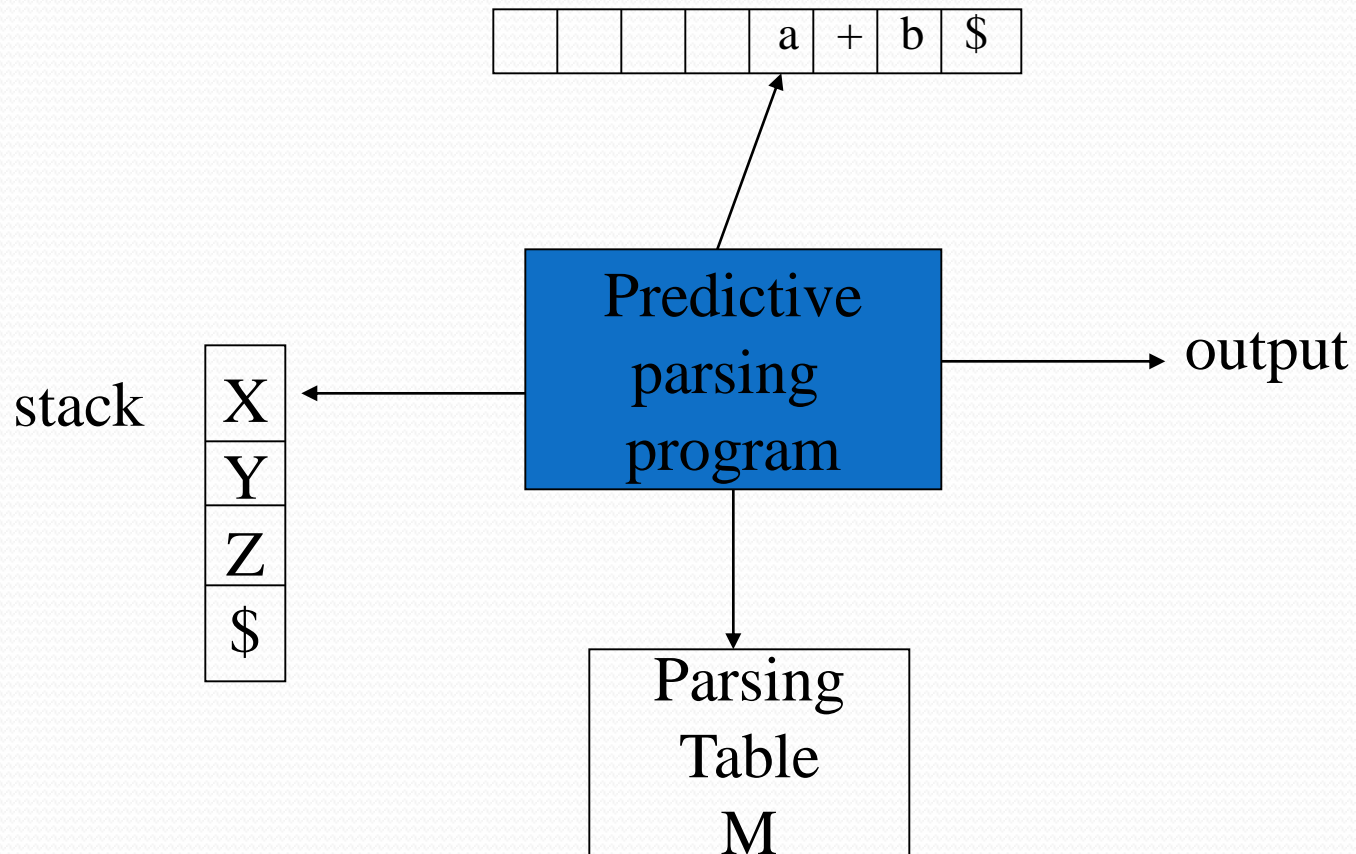 a + b $
Predictive
parsing
program
output
stack
X
Y
Z
$
Parsing
Table
M